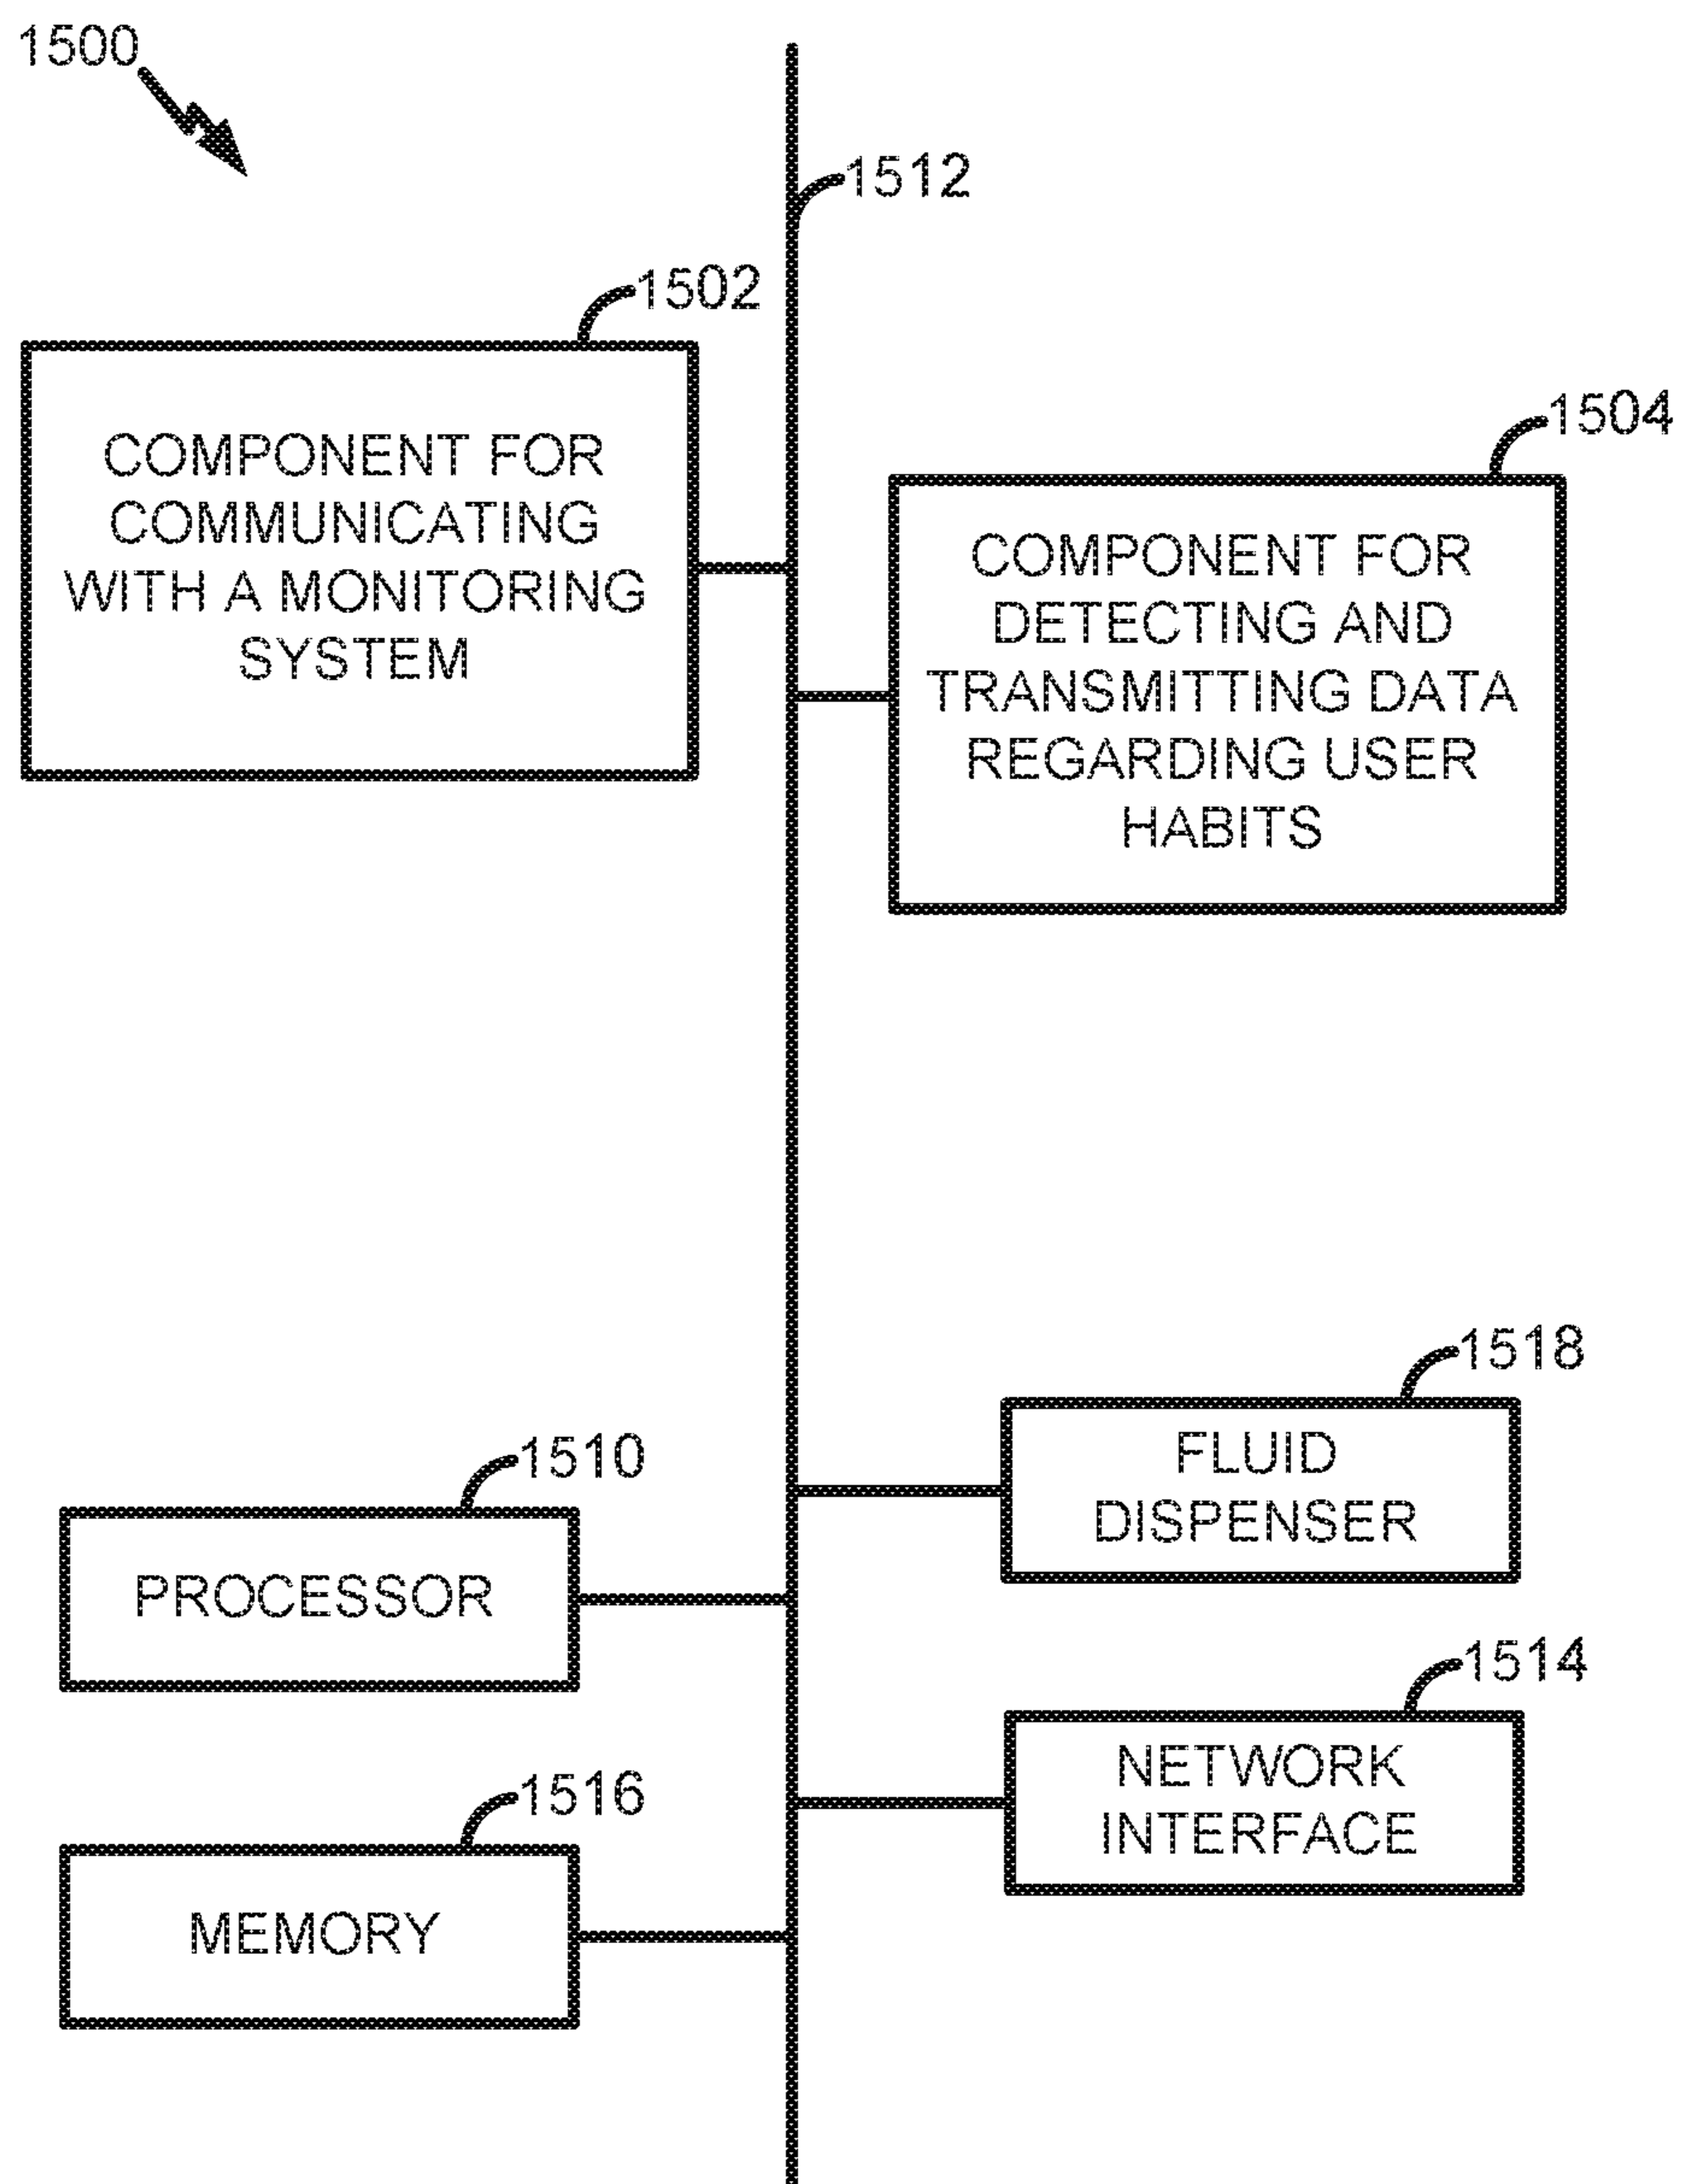 1500
1512
1502
COMPONENT FOR
COMMUNICATING
WITH A MONITORING
SYSTEM
1504
COMPONENT FOR
DETECTING AND
TRANSMITTING DATA
REGARDING USER
HABITS
1518
FLUID
DISPENSER
1510
PROCESSOR
1514
NETWORK
INTERFACE
1516
MEMORY